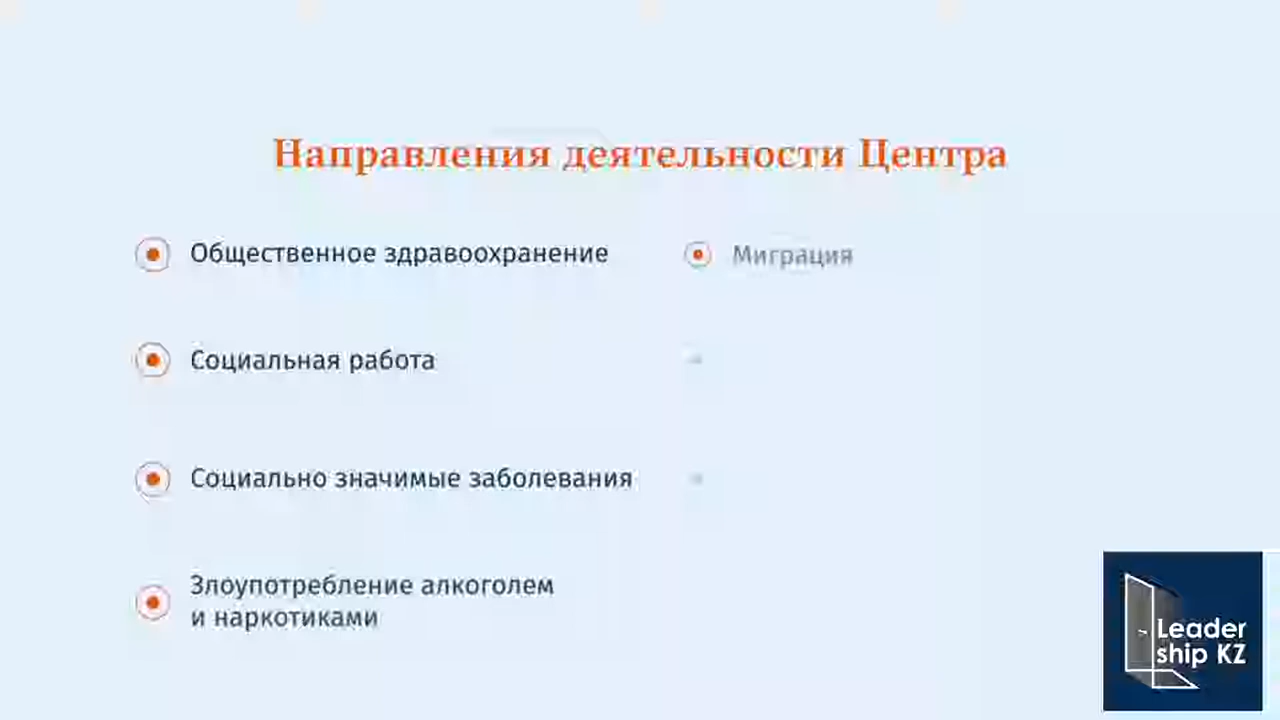 Направления деятельности Центра
Общественное здравоохранение
Социальная работа
Социально значимые заболевания
Злоупотребление алкоголем
и наркотиками
Миграция
Leader
ship KZ